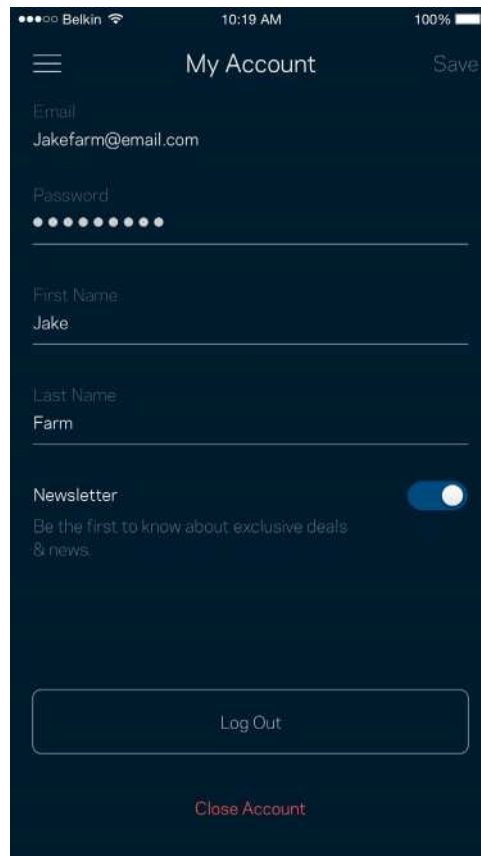 Belkin 10:19 AM 100%
My Account Save
Email
Jakefarm@email.com
Password
●●●●●●●●●
First Name
Jake
Last Name
Farm
Newsletter
Be the first to know about exclusive deals
& news.
Log Out
Close Account